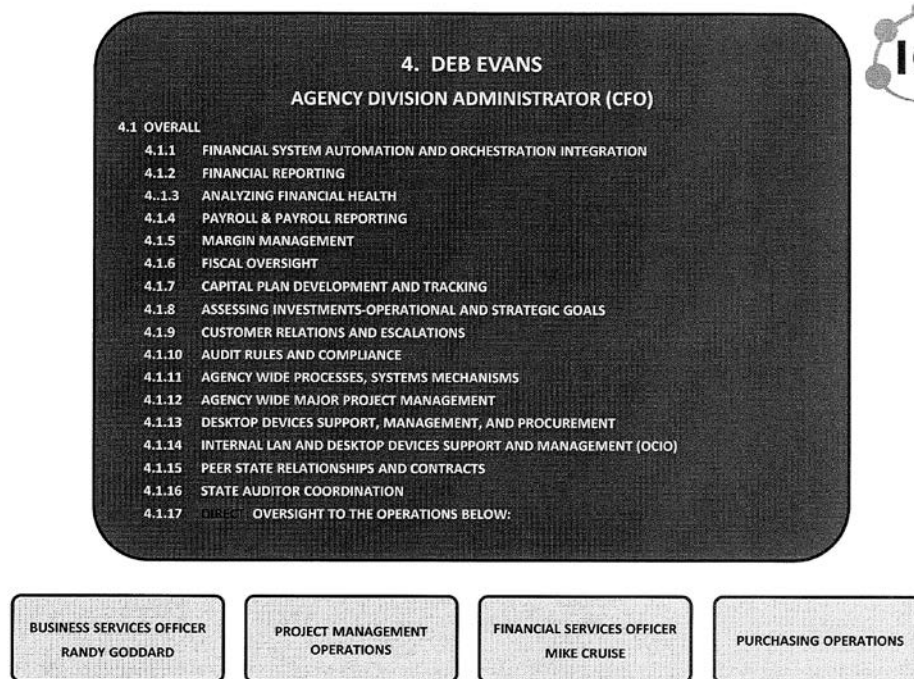 4. DEB EVANS
AGENCY DIVISION ADMINISTRATOR (CFO)
4.1 OVERALL
4.1.1 FINANCIAL SYSTEM AUTOMATION AND ORCHESTRATION INTEGRATION
4.1.2 FINANCIAL REPORTING
4..1.3 ANALYZING FINANCIAL HEALTH
4.1.4 PAYROLL & PAYROLL REPORTING
4.1.5 MARGIN MANAGEMENT
4.1.6 FISCAL OVERSIGHT
4.1.7 CAPITAL PLAN DEVELOPMENT AND TRACKING
4.1.8 ASSESSING INVESTMENTS-OPERATIONAL AND STRATEGIC GOALS
4.1.9 CUSTOMER RELATIONS AND ESCALATIONS
4.1.10 AUDIT RULES AND COMPLIANCE
4.1.11 AGENCY WIDE PROCESSES, SYSTEMS MECHANISMS
4.1.12 AGENCY WIDE MAJOR PROJECT MANAGEMENT
4.1.13 DESKTOP DEVICES SUPPORT, MANAGEMENT, AND PROCUREMENT
4.1.14 INTERNAL LAN AND DESKTOP DEVICES SUPPORT AND MANAGEMENT (OCIO)
4.1.15 PEER STATE RELATIONSHIPS AND CONTRACTS
4.1.16 STATE AUDITOR COORDINATION
4.1.17 DIRECT OVERSIGHT TO THE OPERATIONS BELOW:
BUSINESS SERVICES OFFICER
RANDY GODDARD
PROJECT MANAGEMENT
OPERATIONS
FINANCIAL SERVICES OFFICER
MIKE CRUISE
PURCHASING OPERATIONS